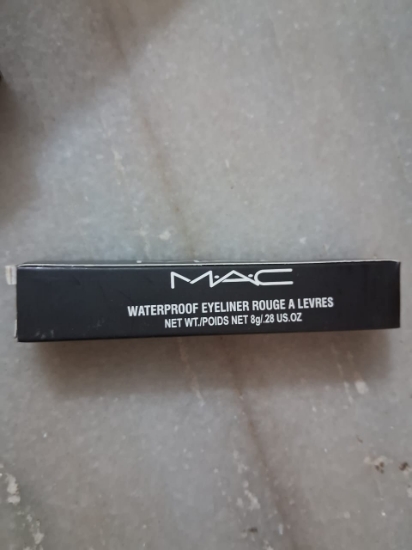 M·A·C
WATERPROOF EYELINER ROUGE A LEVRES
NET WT./POIDS NET 8g/.28 US.OZ